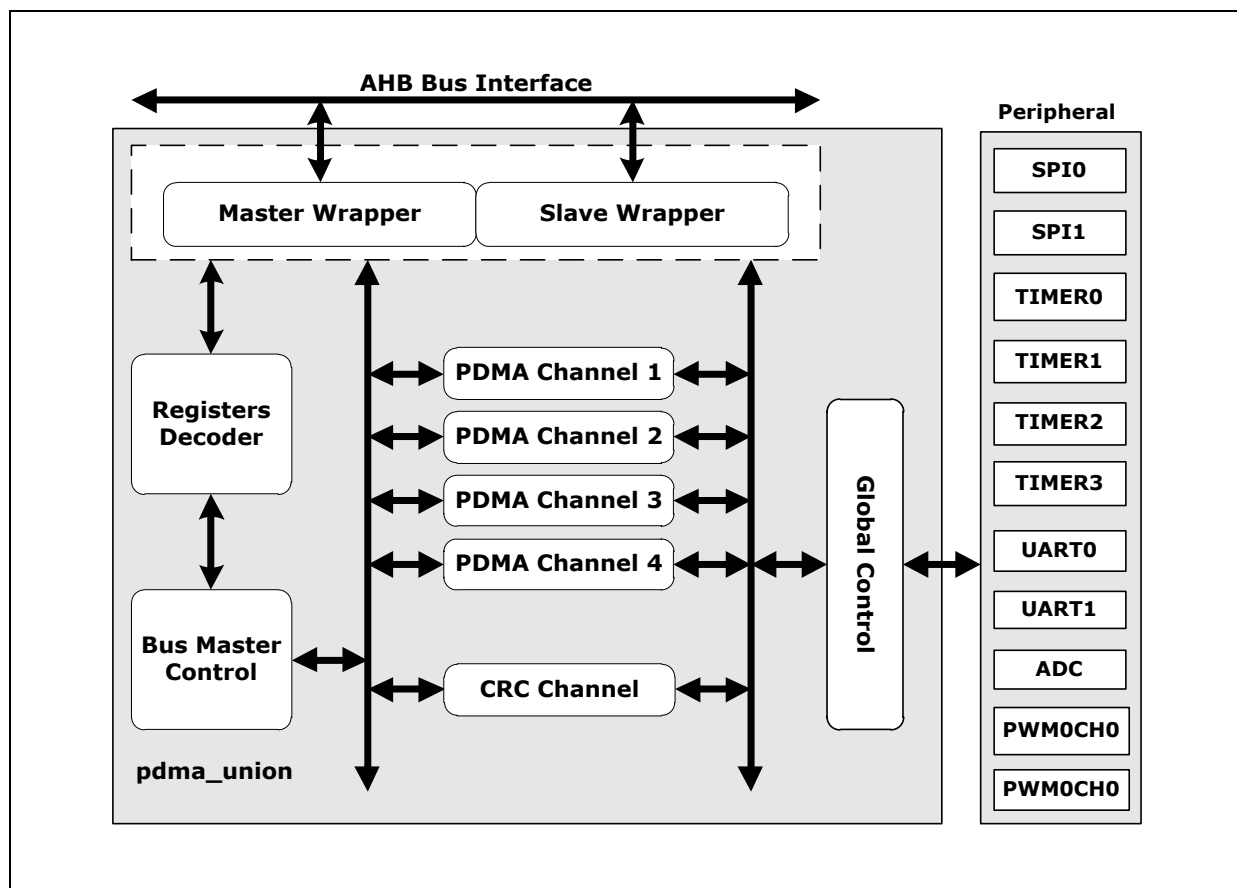 AHB Bus Interface
Master Wrapper
Slave Wrapper
Registers
Decoder
Bus Master
Control
pdma_union
PDMA Channel 1
PDMA Channel 2
PDMA Channel 3
PDMA Channel 4
CRC Channel
Global Control
Peripheral
SPI0
SPI1
TIMER0
TIMER1
TIMER2
TIMER3
UART0
UART1
ADC
PWM0CH0
PWM0CH0